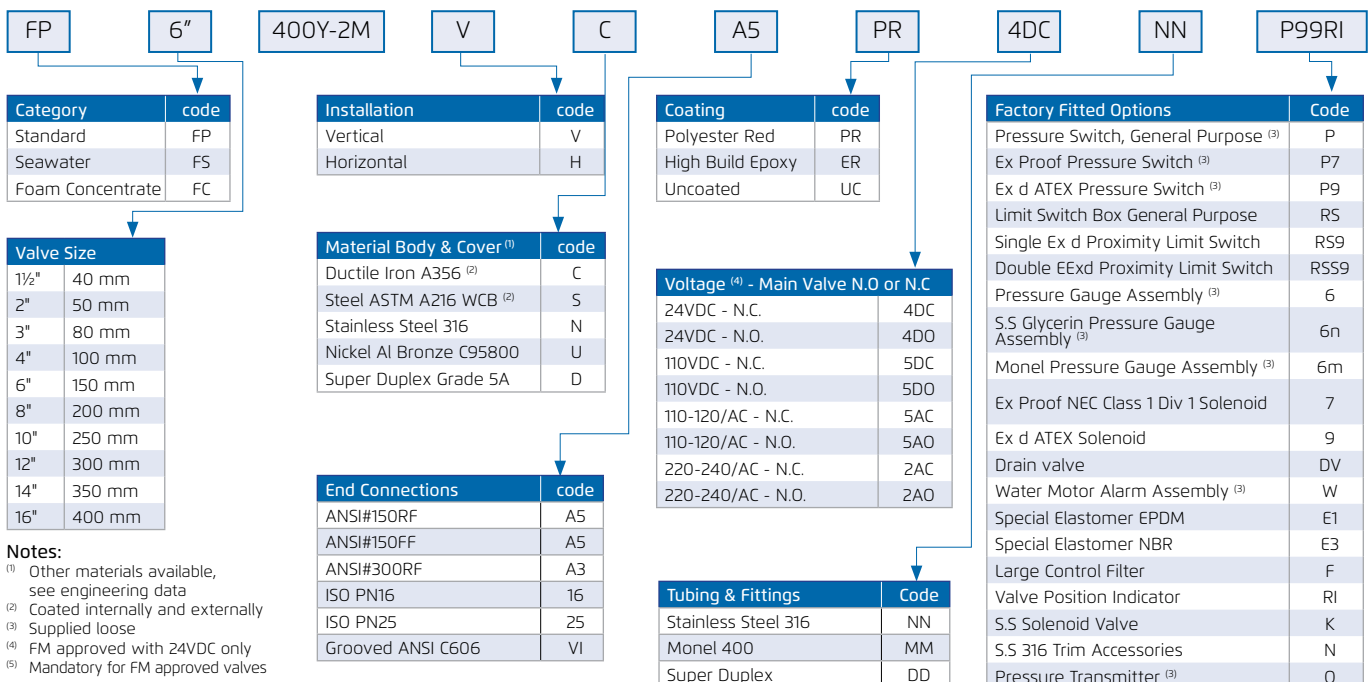 FP 6″ 400Y-2M V C A5 PR 4DC NN P99RI
Category code
Standard FP
Seawater FS
Foam Concentrate FC
Valve Size
1½" 40 mm
2" 50 mm
3" 80 mm
4" 100 mm
6" 150 mm
8" 200 mm
10" 250 mm
12" 300 mm
14" 350 mm
16" 400 mm
Notes:
(1) Other materials available,
see engineering data
(2) Coated internally and externally
(3) Supplied loose
(4) FM approved with 24VDC only
(5) Mandatory for FM approved valves
Installation code
Vertical V
Horizontal H
Material Body & Cover (1) code
Ductile Iron A356 (2) C
Steel ASTM A216 WCB (2) S
Stainless Steel 316 N
Nickel Al Bronze C95800 U
Super Duplex Grade 5A D
End Connections code
ANSI#150RF A5
ANSI#150FF A5
ANSI#300RF A3
ISO PN16 16
ISO PN25 25
Grooved ANSI C606 VI
Coating code
Polyester Red PR
High Build Epoxy ER
Uncoated UC
Voltage (4) - Main Valve N.O or N.C
24VDC - N.C. 4DC
24VDC - N.O. 4DO
110VDC - N.C. 5DC
110VDC - N.O. 5DO
110-120/AC - N.C. 5AC
110-120/AC - N.O. 5AO
220-240/AC - N.C. 2AC
220-240/AC - N.O. 2AO
Tubing & Fittings Code
Stainless Steel 316 NN
Monel 400 MM
Super Duplex DD
Factory Fitted Options Code
Pressure Switch, General Purpose (3) P
Ex Proof Pressure Switch (3) P7
Ex d ATEX Pressure Switch (3) P9
Limit Switch Box General Purpose RS
Single Ex d Proximity Limit Switch RS9
Double EExd Proximity Limit Switch RSS9
Pressure Gauge Assembly (3) 6
S.S Glycerin Pressure Gauge
Assembly (3) 6n
Monel Pressure Gauge Assembly (3) 6m
Ex Proof NEC Class 1 Div 1 Solenoid 7
Ex d ATEX Solenoid 9
Drain valve DV
Water Motor Alarm Assembly (3) W
Special Elastomer EPDM E1
Special Elastomer NBR E3
Large Control Filter F
Valve Position Indicator RI
S.S Solenoid Valve K
S.S 316 Trim Accessories N
Pressure Transmitter (3) O